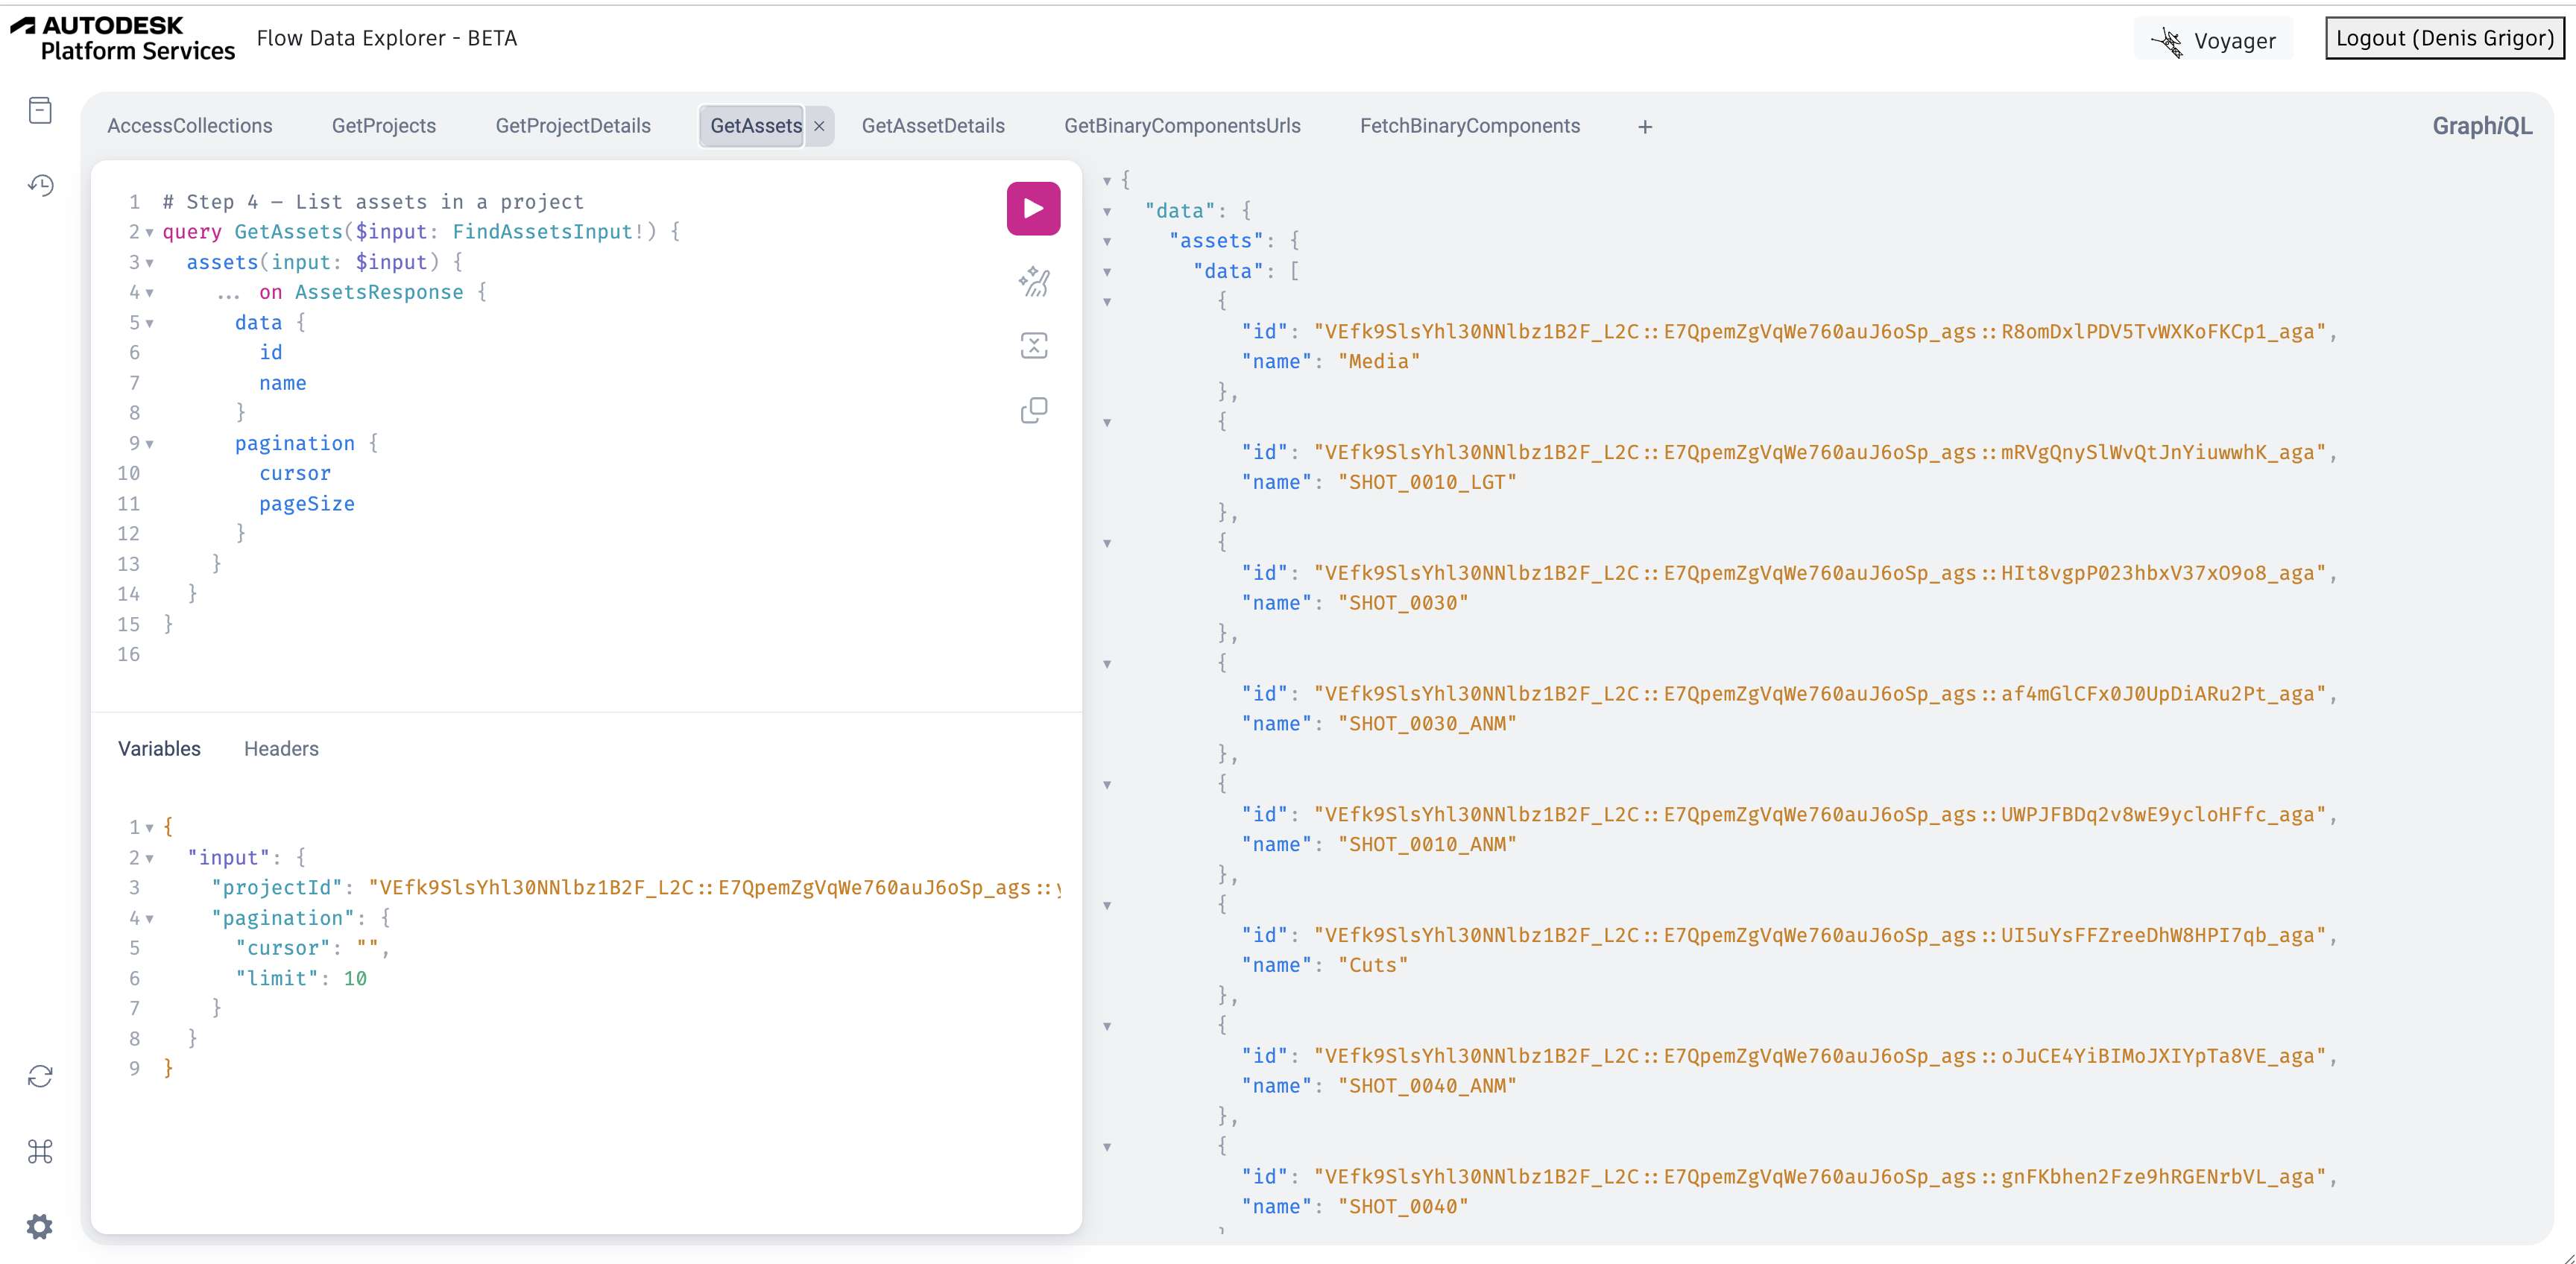 AUTODESK
Platform Services
Flow Data Explorer - BETA
Voyager
Logout (Denis Grigor)
AccessCollections
GetProjects
GetProjectDetails
GetAssets
GetAssetDetails
GetBinaryComponentsUrls
FetchBinaryComponents
GraphiQL
1 # Step 4 – List assets in a project
2 query GetAssets($input: FindAssetsInput!) {
3 assets(input: $input) {
4 ... on AssetsResponse {
5 data {
6 id
7 name
8 }
9 pagination {
10 cursor
11 pageSize
12 }
13 }
14 }
15 }
16
Variables
Headers
1 {
2 "input": {
3 "projectId": "VEfk9SlsYhl30NNlbz1B2F_L2C::E7QpemZgVqWe760auJ6oSp_ags::y
4 "pagination": {
5 "cursor": "",
6 "limit": 10
7 }
8 }
9 }
{
"data": {
"assets": {
"data": [
{
"id": "VEfk9SlsYhl30NNlbz1B2F_L2C::E7QpemZgVqWe760auJ6oSp_ags::R8omDxlPDV5TvWXKoFKCp1_aga",
"name": "Media"
},
{
"id": "VEfk9SlsYhl30NNlbz1B2F_L2C::E7QpemZgVqWe760auJ6oSp_ags::mRVgQnySlWvQtJnYiuwwhK_aga",
"name": "SHOT_0010_LGT"
},
{
"id": "VEfk9SlsYhl30NNlbz1B2F_L2C::E7QpemZgVqWe760auJ6oSp_ags::HIt8vgpP023hbxV37xO9o8_aga",
"name": "SHOT_0030"
},
{
"id": "VEfk9SlsYhl30NNlbz1B2F_L2C::E7QpemZgVqWe760auJ6oSp_ags::af4mGlCFx0J0UpDiARu2Pt_aga",
"name": "SHOT_0030_ANM"
},
{
"id": "VEfk9SlsYhl30NNlbz1B2F_L2C::E7QpemZgVqWe760auJ6oSp_ags::UWPJFBDq2v8wE9ycloHFfc_aga",
"name": "SHOT_0010_ANM"
},
{
"id": "VEfk9SlsYhl30NNlbz1B2F_L2C::E7QpemZgVqWe760auJ6oSp_ags::UI5uYsFFZreeDhW8HPI7qb_aga",
"name": "Cuts"
},
{
"id": "VEfk9SlsYhl30NNlbz1B2F_L2C::E7QpemZgVqWe760auJ6oSp_ags::oJuCE4YiBIMoJXIYpTa8VE_aga",
"name": "SHOT_0040_ANM"
},
{
"id": "VEfk9SlsYhl30NNlbz1B2F_L2C::E7QpemZgVqWe760auJ6oSp_ags::gnFKbhen2Fze9hRGENrbVL_aga",
"name": "SHOT_0040"